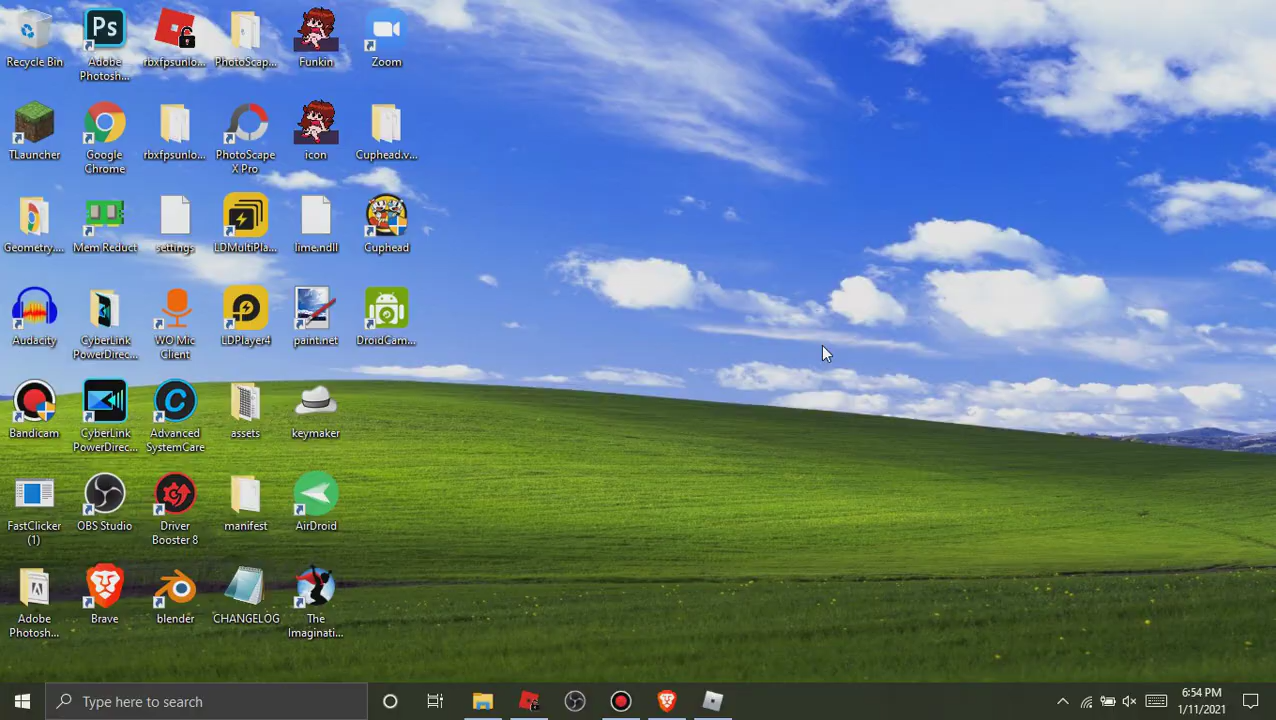 Recycle Bin
Adobe
Photosh...
rbxfpsunlo...
PhotoScap...
Funkin
Zoom
TLauncher
Google
Chrome
rbxfpsunlo...
PhotoScape
X Pro
icon
Cuphead.v...
Geometry....
Mem Reduct
settings
LDMultiPla...
lime.ndll
Cuphead
Audacity
CyberLink
PowerDirec...
WO Mic
Client
LDPlayer4
paint.net
DroidCam...
Bandicam
CyberLink
PowerDirec...
Advanced
SystemCare
assets
keymaker
FastClicker
(1)
OBS Studio
Driver
Booster 8
manifest
AirDroid
Adobe
Photosh...
Brave
blender
CHANGELOG
The
Imaginati...
Type here to search
6:54 PM
1/11/2021
Ps